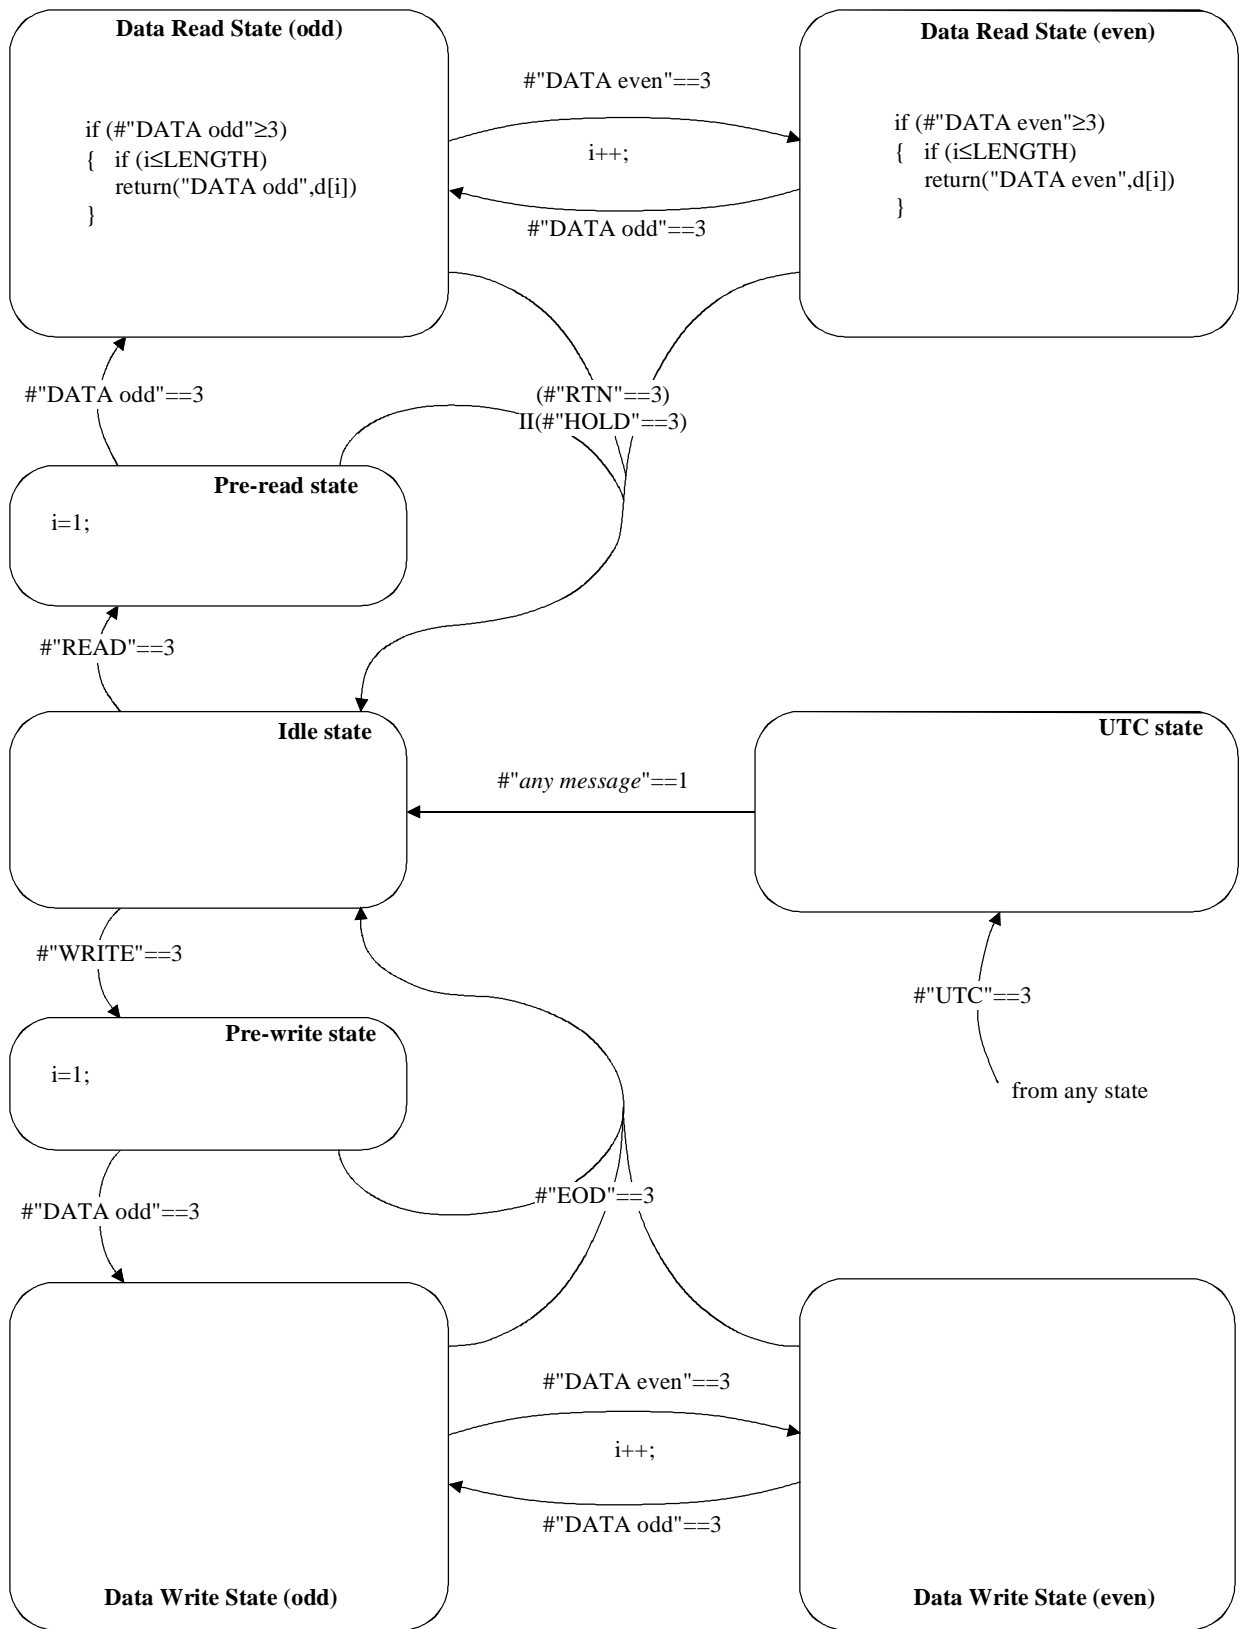 Data Read State (odd)
Data Read State (even)
#"DATA even"==3
if (#"DATA odd"≥3)
{ if (i≤LENGTH)
return("DATA odd",d[i])
}
i++;
if (#"DATA even"≥3)
{ if (i≤LENGTH)
return("DATA even",d[i])
}
#"DATA odd"==3
#"DATA odd"==3
(#"RTN"==3)
II(#"HOLD"==3)
Pre-read state
i=1;
#"READ"==3
Idle state
UTC state
#"any message"==1
#"WRITE"==3
#"UTC"==3
Pre-write state
i=1;
from any state
#"EOD"==3
#"DATA odd"==3
#"DATA even"==3
i++;
#"DATA odd"==3
Data Write State (odd)
Data Write State (even)